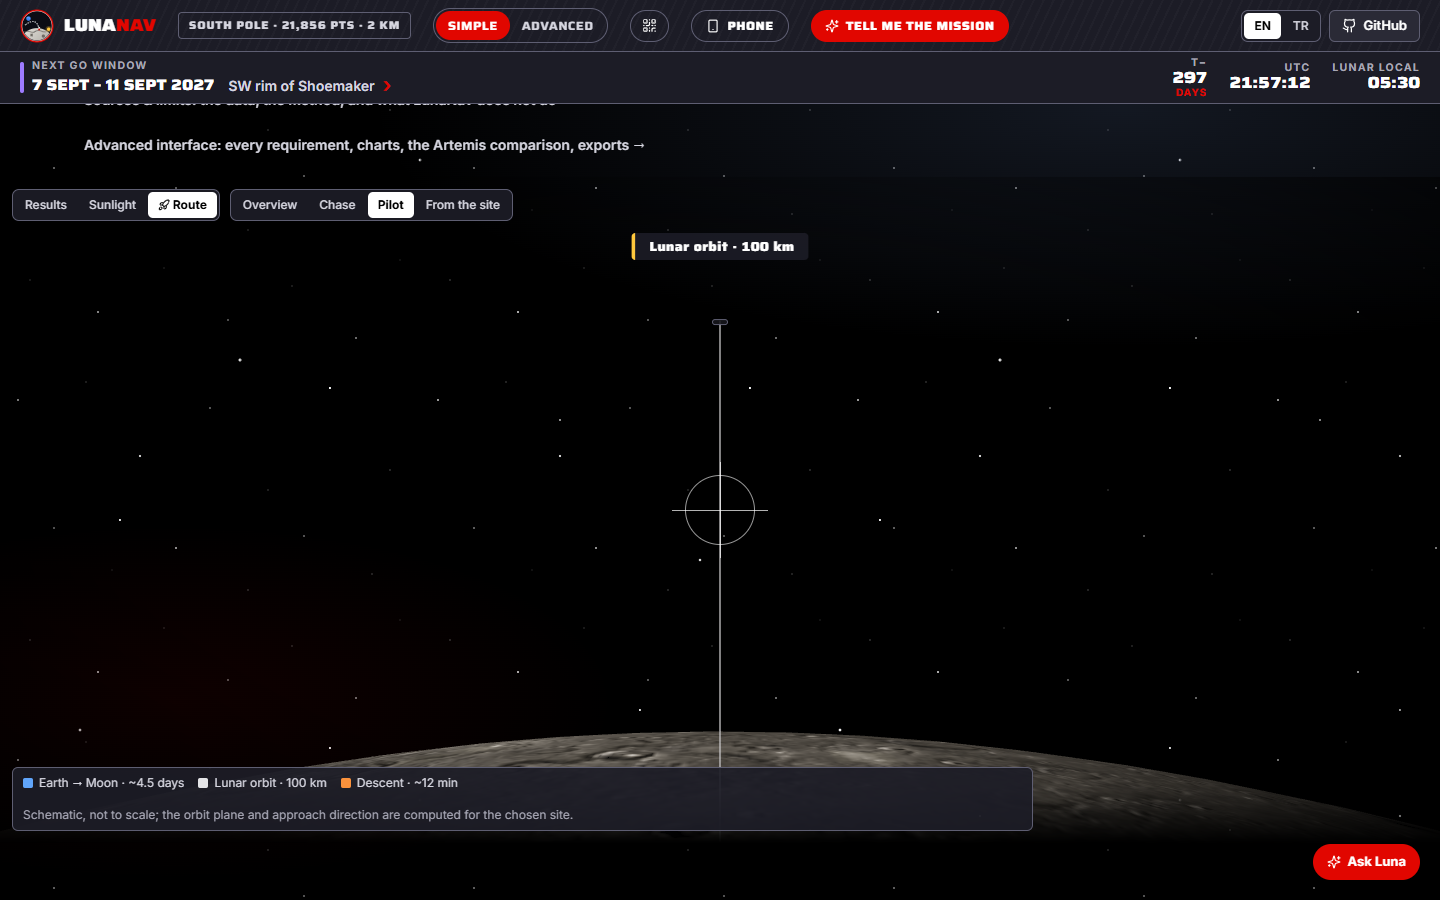 LUNANAV
SOUTH POLE · 21,856 PTS · 2 KM
SIMPLE
ADVANCED
PHONE
TELL ME THE MISSION
EN
TR
GitHub
NEXT GO WINDOW
7 SEPT – 11 SEPT 2027
SW rim of Shoemaker
T−
297
DAYS
UTC
21:57:12
LUNAR LOCAL
05:30
Advanced interface: every requirement, charts, the Artemis comparison, exports →
Results
Sunlight
Route
Overview
Chase
Pilot
From the site
Lunar orbit · 100 km
Earth → Moon · ~4.5 days
Lunar orbit · 100 km
Descent · ~12 min
Schematic, not to scale; the orbit plane and approach direction are computed for the chosen site.
Ask Luna